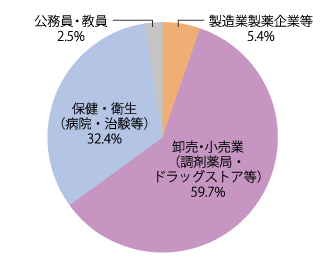 公務員・教員
2.5%
製造業製薬企業等
5.4%
保健・衛生
（病院・治験等）
32.4%
卸売・小売業
（調剤薬局・
ドラッグストア等）
59.7%